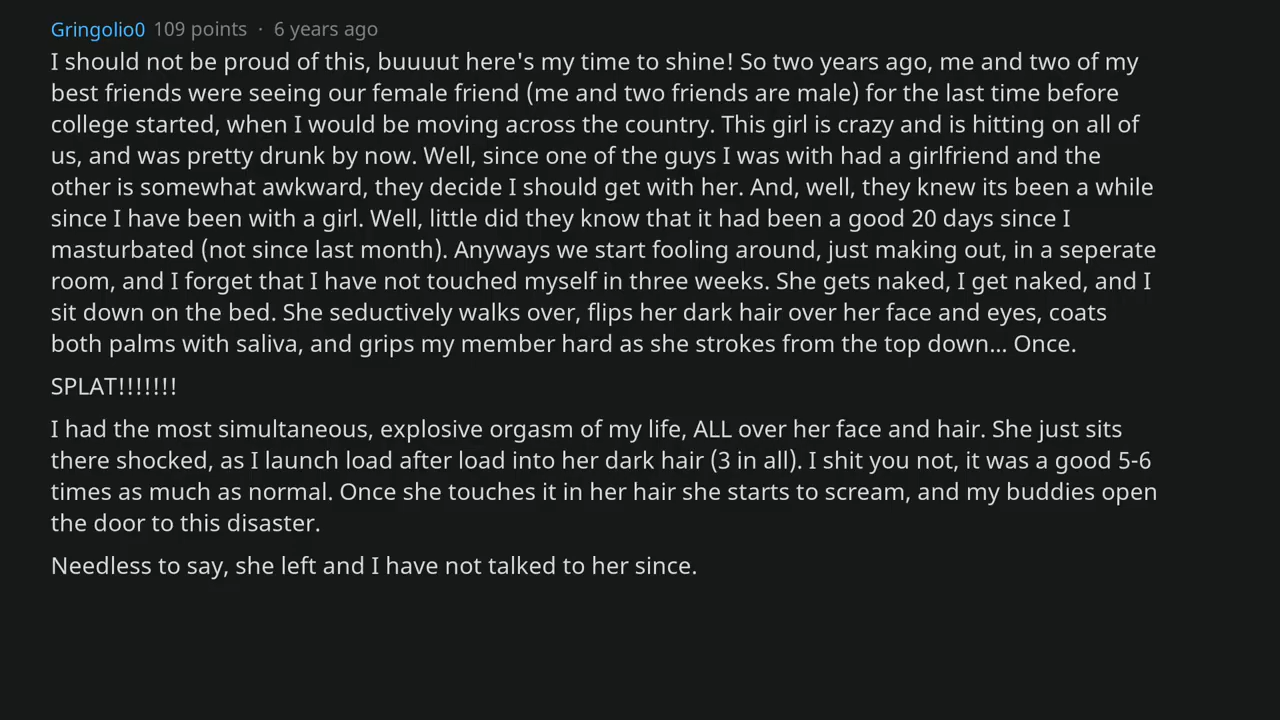 Gringolio0 109 points · 6 years ago
I should not be proud of this, buuuut here's my time to shine! So two years ago, me and two of my
best friends were seeing our female friend (me and two friends are male) for the last time before
college started, when I would be moving across the country. This girl is crazy and is hitting on all of
us, and was pretty drunk by now. Well, since one of the guys I was with had a girlfriend and the
other is somewhat awkward, they decide I should get with her. And, well, they knew its been a while
since I have been with a girl. Well, little did they know that it had been a good 20 days since I
masturbated (not since last month). Anyways we start fooling around, just making out, in a seperate
room, and I forget that I have not touched myself in three weeks. She gets naked, I get naked, and I
sit down on the bed. She seductively walks over, flips her dark hair over her face and eyes, coats
both palms with saliva, and grips my member hard as she strokes from the top down... Once.
SPLAT!!!!!!!
I had the most simultaneous, explosive orgasm of my life, ALL over her face and hair. She just sits
there shocked, as I launch load after load into her dark hair (3 in all). I shit you not, it was a good 5-6
times as much as normal. Once she touches it in her hair she starts to scream, and my buddies open
the door to this disaster.
Needless to say, she left and I have not talked to her since.